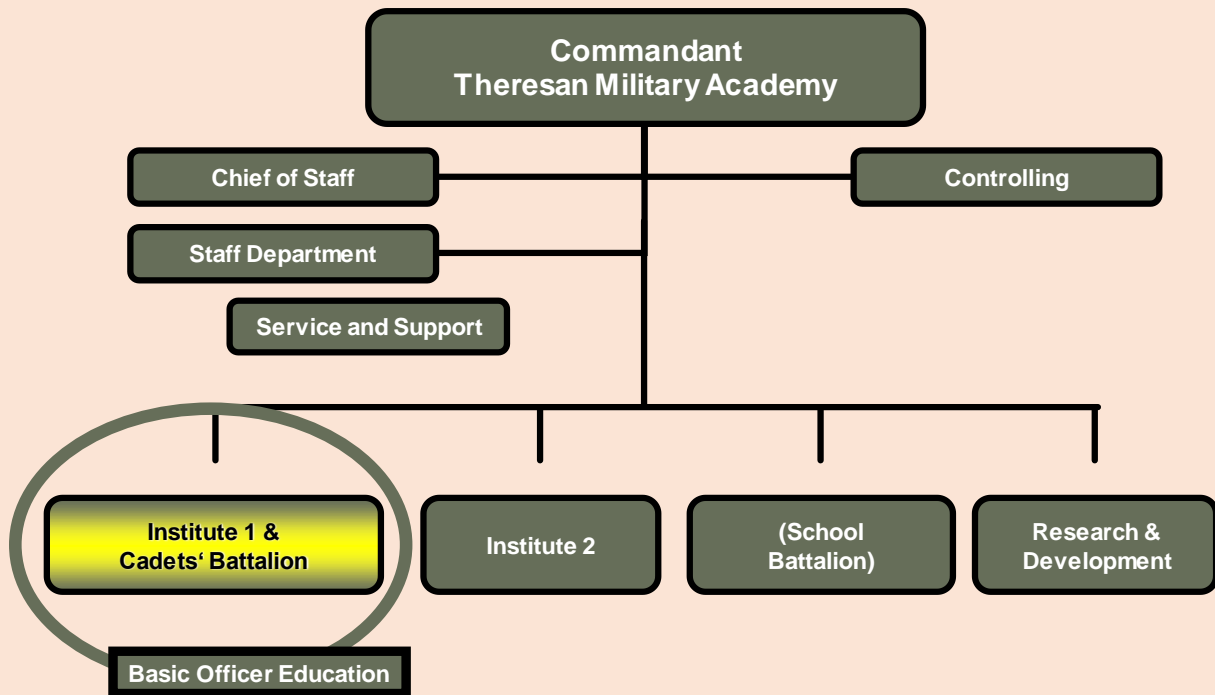 Commandant
Theresan Military Academy
Chief of Staff
Controlling
Staff Department
Service and Support
Institute 1 &
Cadets‘ Battalion
Institute 2
(School
Battalion)
Research &
Development
Basic Officer Education